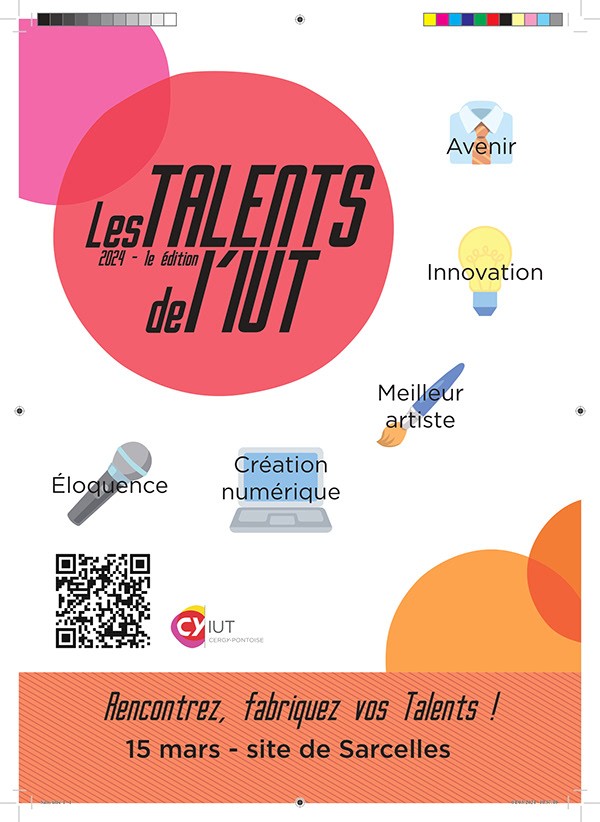 Les TALENTS
2024 - 1e édition
de l'IUT
Avenir
Innovation
Meilleur
artiste
Éloquence
Création
numérique
CY IUT
CERGY-PONTOISE
Rencontrez, fabriquez vos Talents !
15 mars - site de Sarcelles